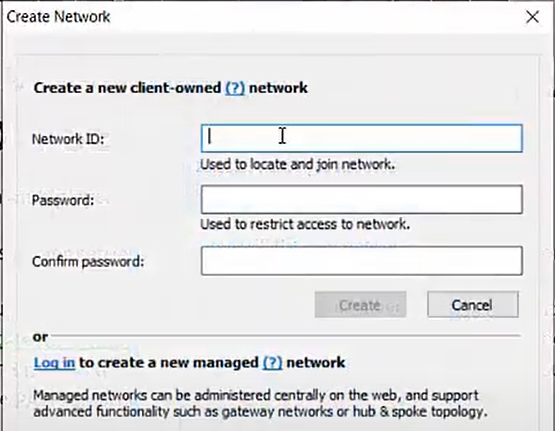 Create Network
Create a new client-owned (?) network
Network ID:
Used to locate and join network.
Password:
Used to restrict access to network.
Confirm password:
Create
Cancel
or
Log in to create a new managed (?) network
Managed networks can be administered centrally on the web, and support
advanced functionality such as gateway networks or hub & spoke topology.